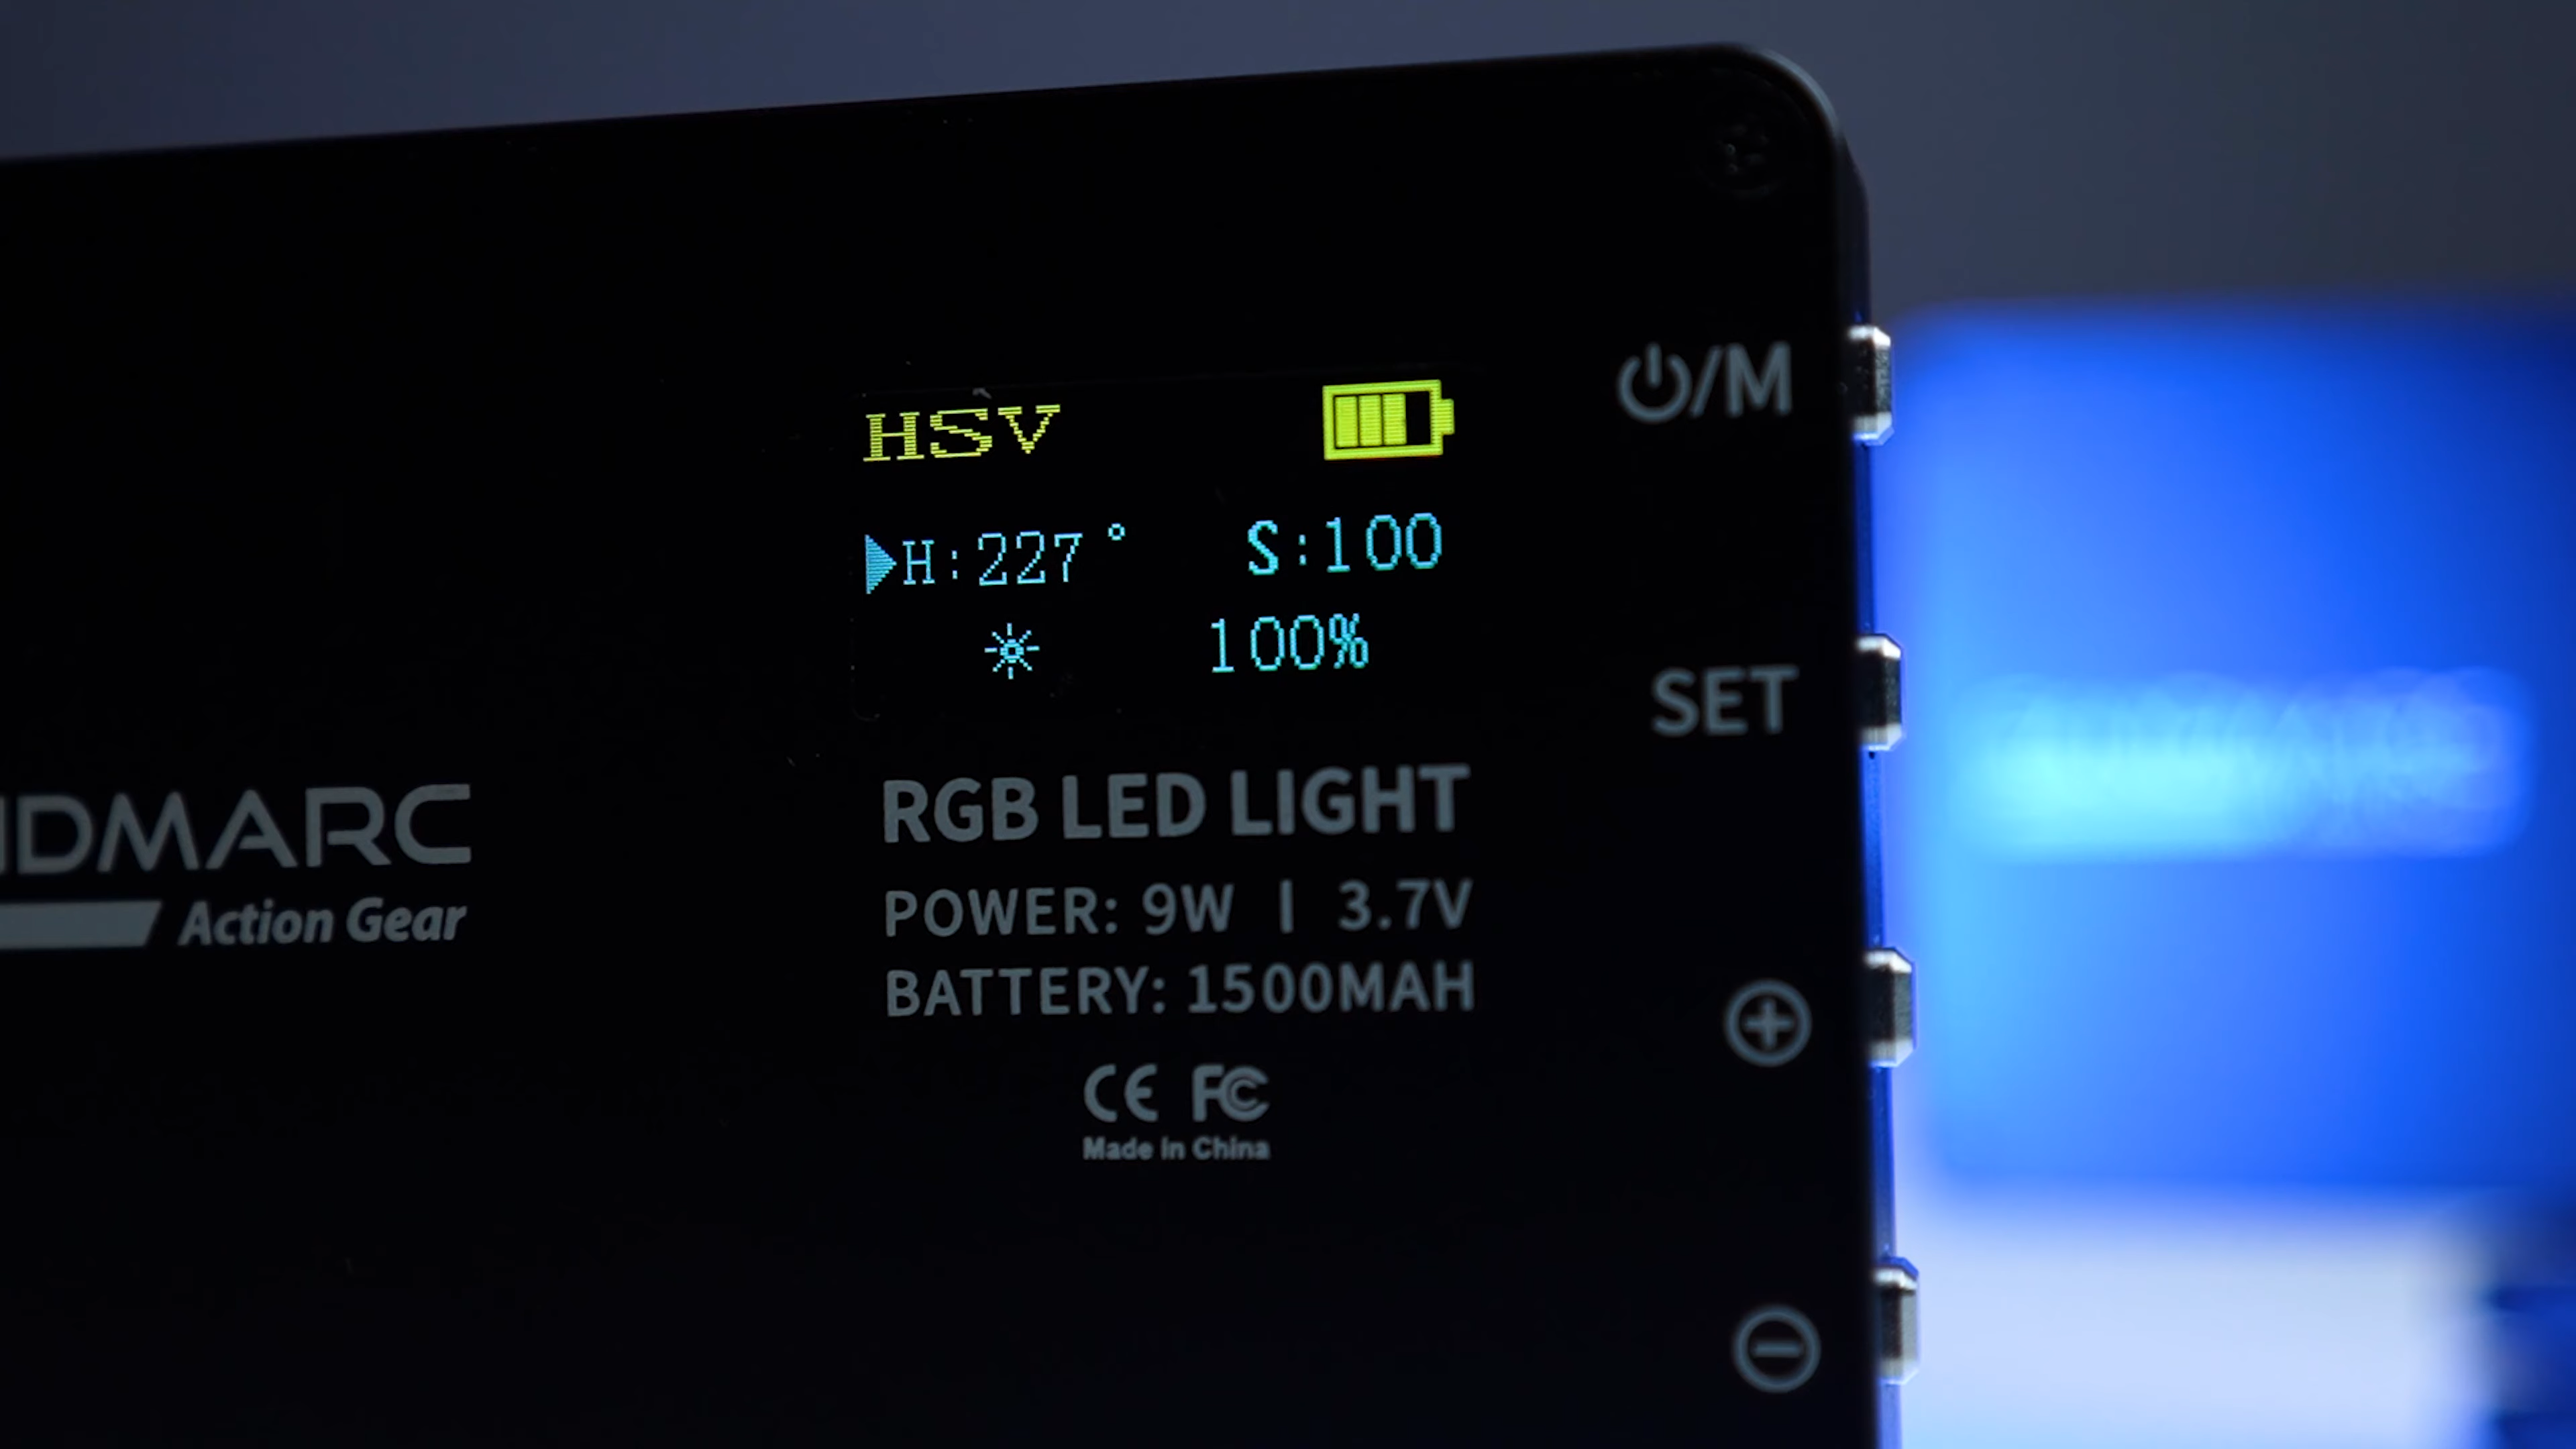 HSV
H:227° S:100
100%
⏻/M
SET
RGB LED LIGHT
POWER: 9W | 3.7V
BATTERY: 1500MAH
CE FC
Made in China
NDMARC
Action Gear